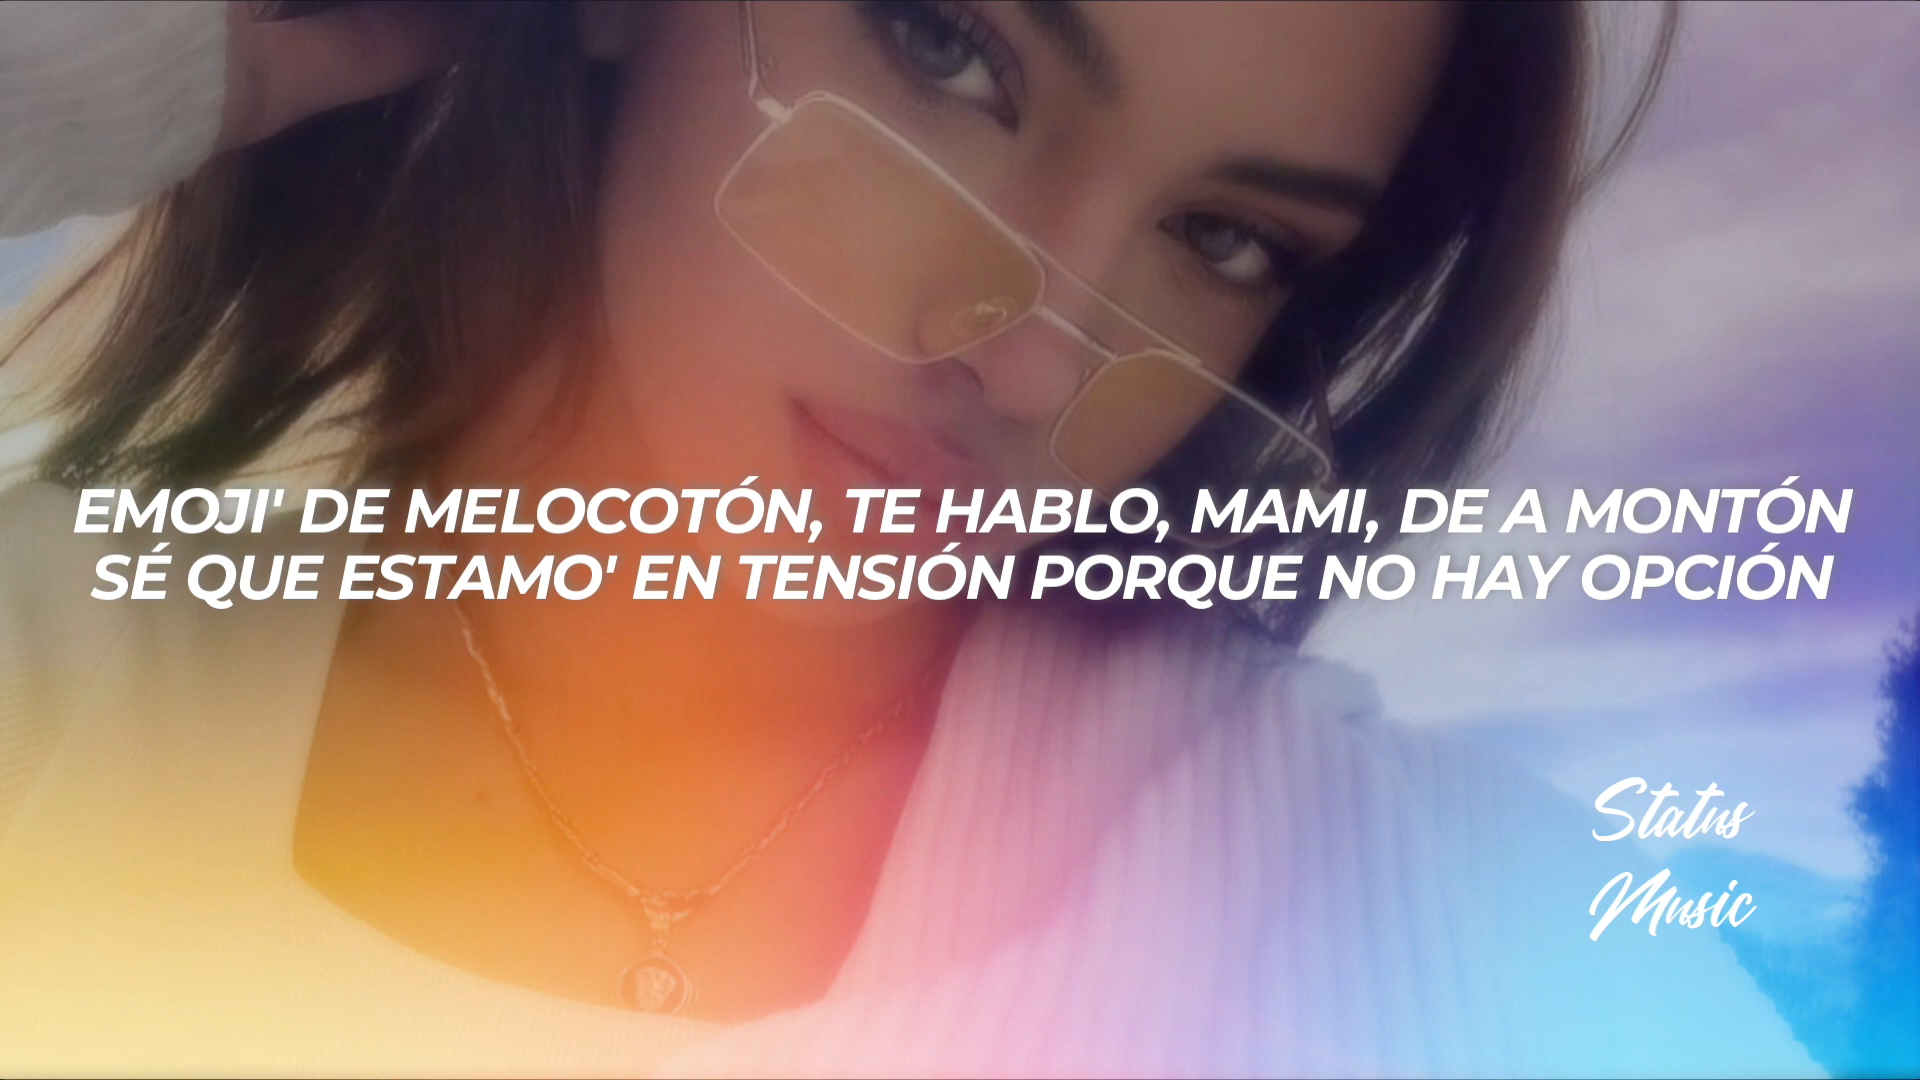 EMOJI' DE MELOCOTÓN, TE HABLO, MAMI, DE A MONTÓN
SÉ QUE ESTAMO' EN TENSIÓN PORQUE NO HAY OPCIÓN
Status
Music